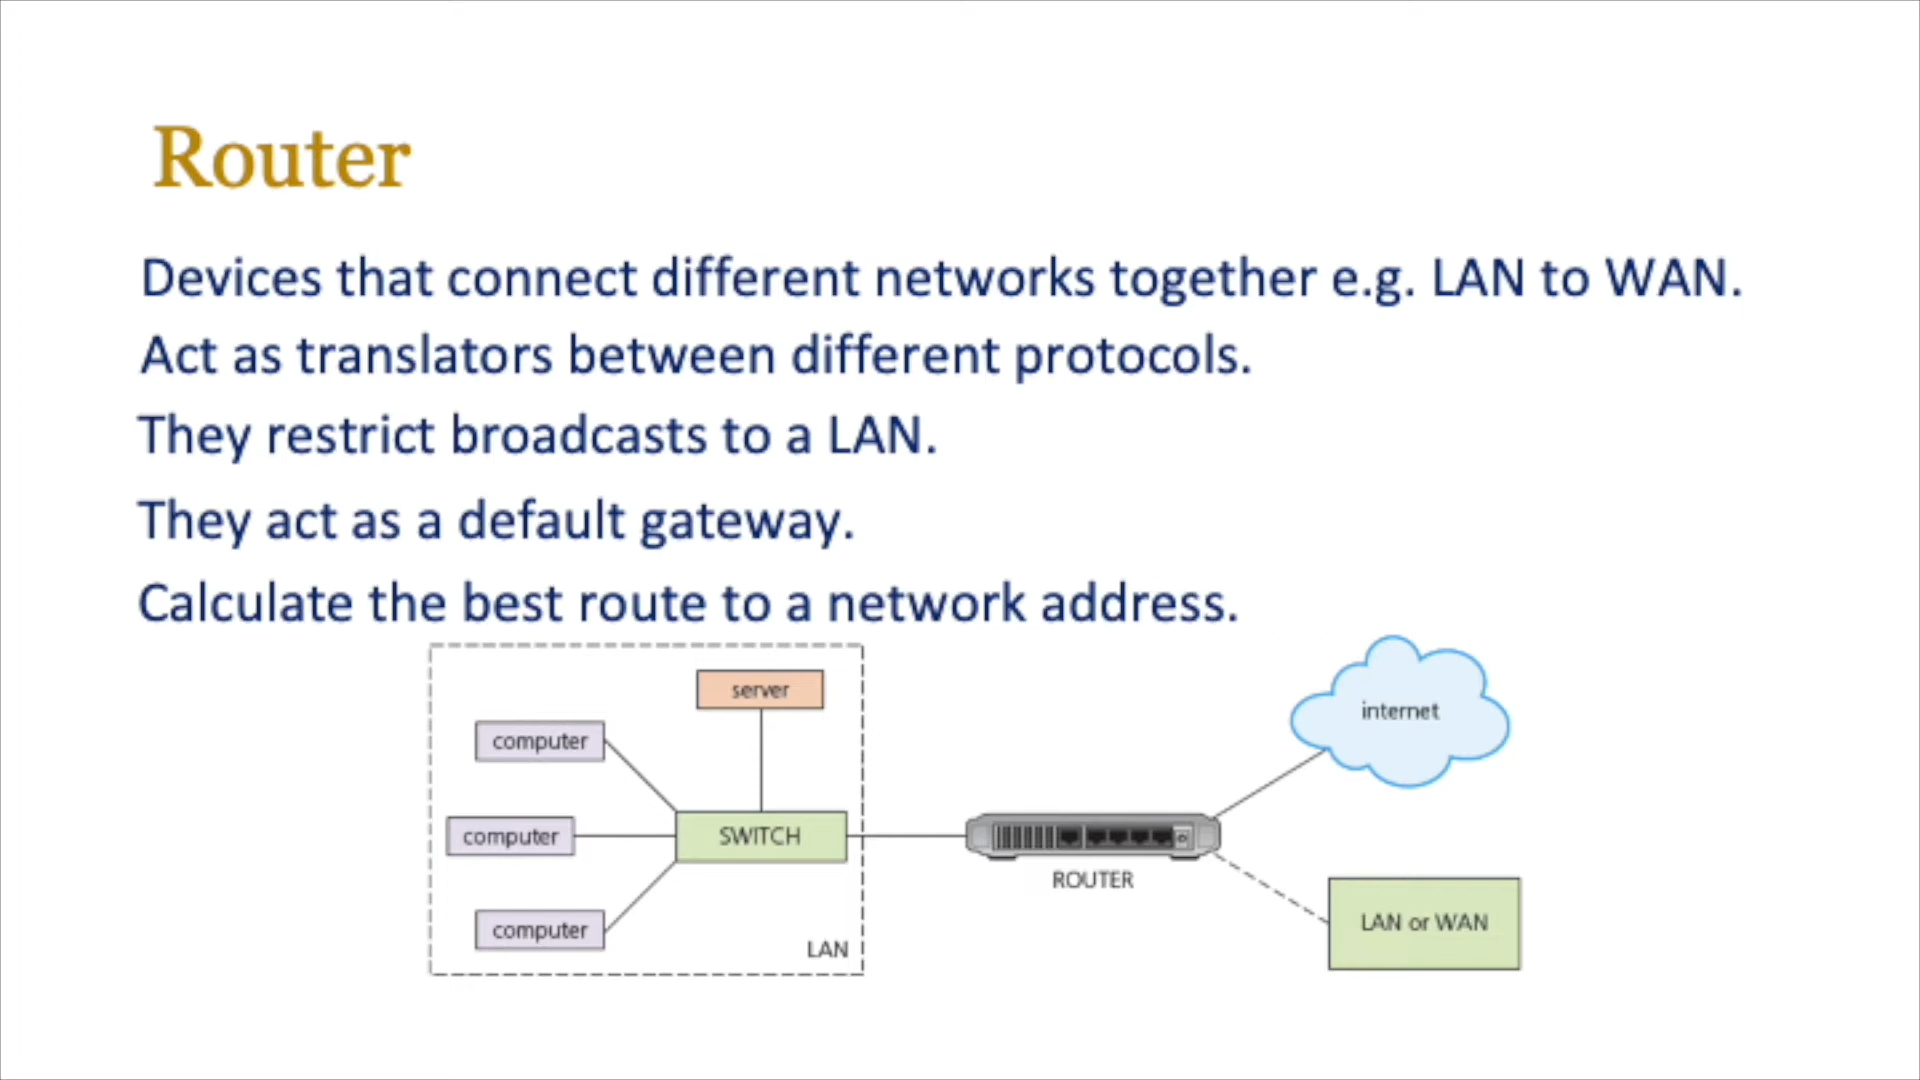 Router
Devices that connect different networks together e.g. LAN to WAN.
Act as translators between different protocols.
They restrict broadcasts to a LAN.
They act as a default gateway.
Calculate the best route to a network address.
server
computer
internet
computer
SWITCH
ROUTER
LAN or WAN
computer
LAN